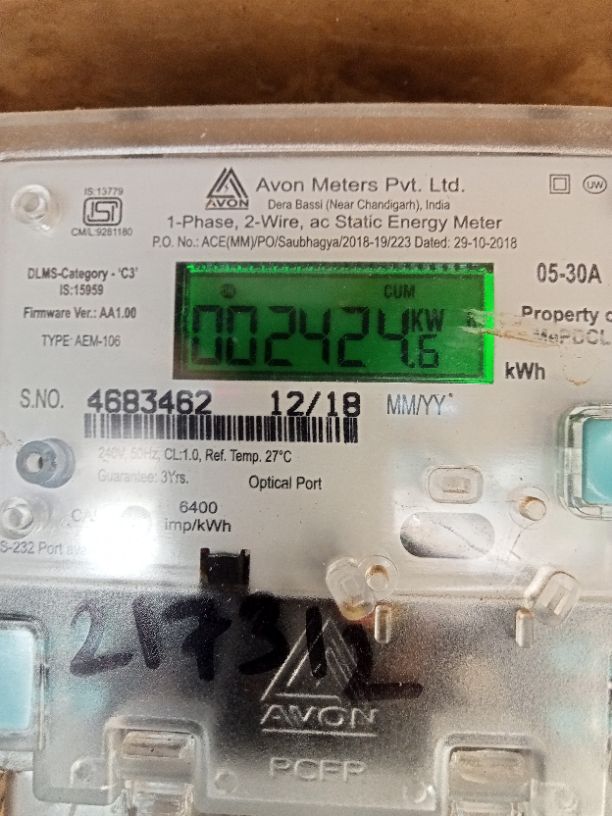 IS:13779
CM/L:9281180
AVON
Avon Meters Pvt. Ltd.
Dera Bassi (Near Chandigarh), India
1-Phase, 2-Wire, ac Static Energy Meter
P.O. No.: ACE(MM)/PO/Saubhagya/2018-19/223 Dated: 29-10-2018
UW
DLMS-Category - 'C3'
IS:15959
Firmware Ver.: AA1.00
TYPE: AEM-106
CUM
002424.6
KW
05-30A
Property
MePDCL
kWh
S.NO. 4683462 12/18 MM/YY
240V, 50Hz, CL:1.0, Ref. Temp. 27°C
Guarantee: 3Yrs.
Optical Port
6400
imp/kWh
S-232 Port
217312
AVON
PCFP